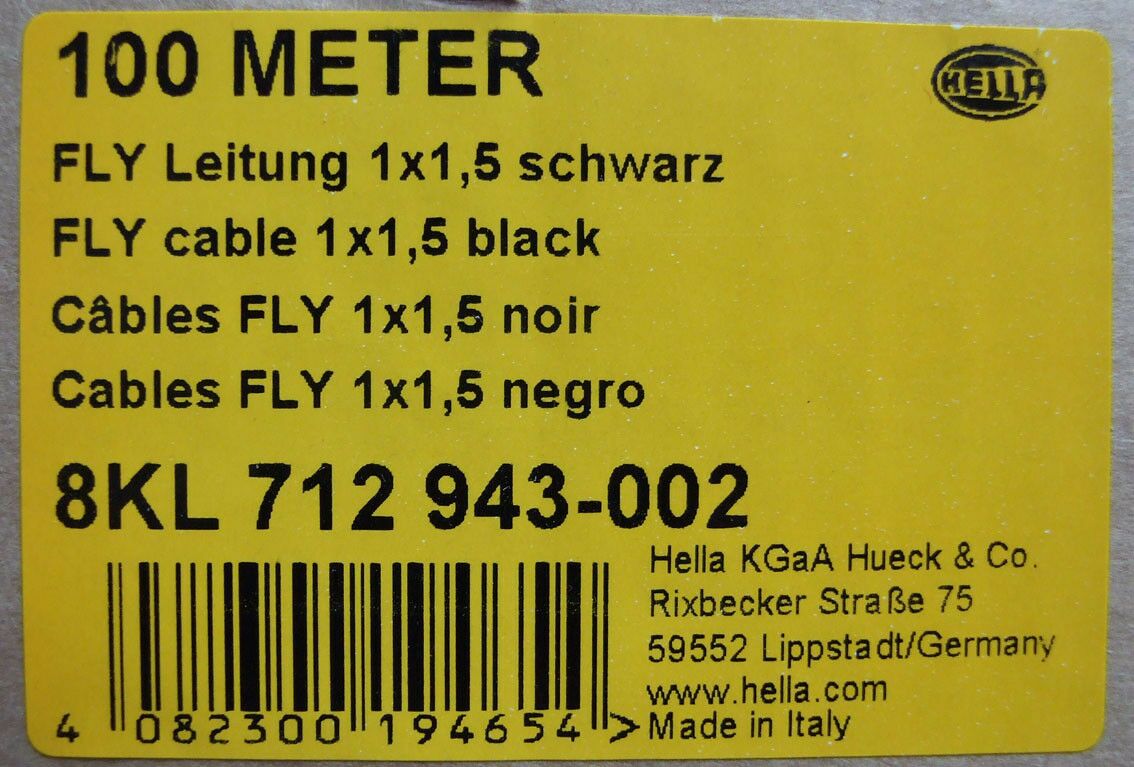 100 METER
HELLA
FLY Leitung 1x1,5 schwarz
FLY cable 1x1,5 black
Câbles FLY 1x1,5 noir
Cables FLY 1x1,5 negro
8KL 712 943-002
Hella KGaA Hueck & Co.
Rixbecker Straße 75
59552 Lippstadt/Germany
www.hella.com
Made in Italy
4 082300 194654 >